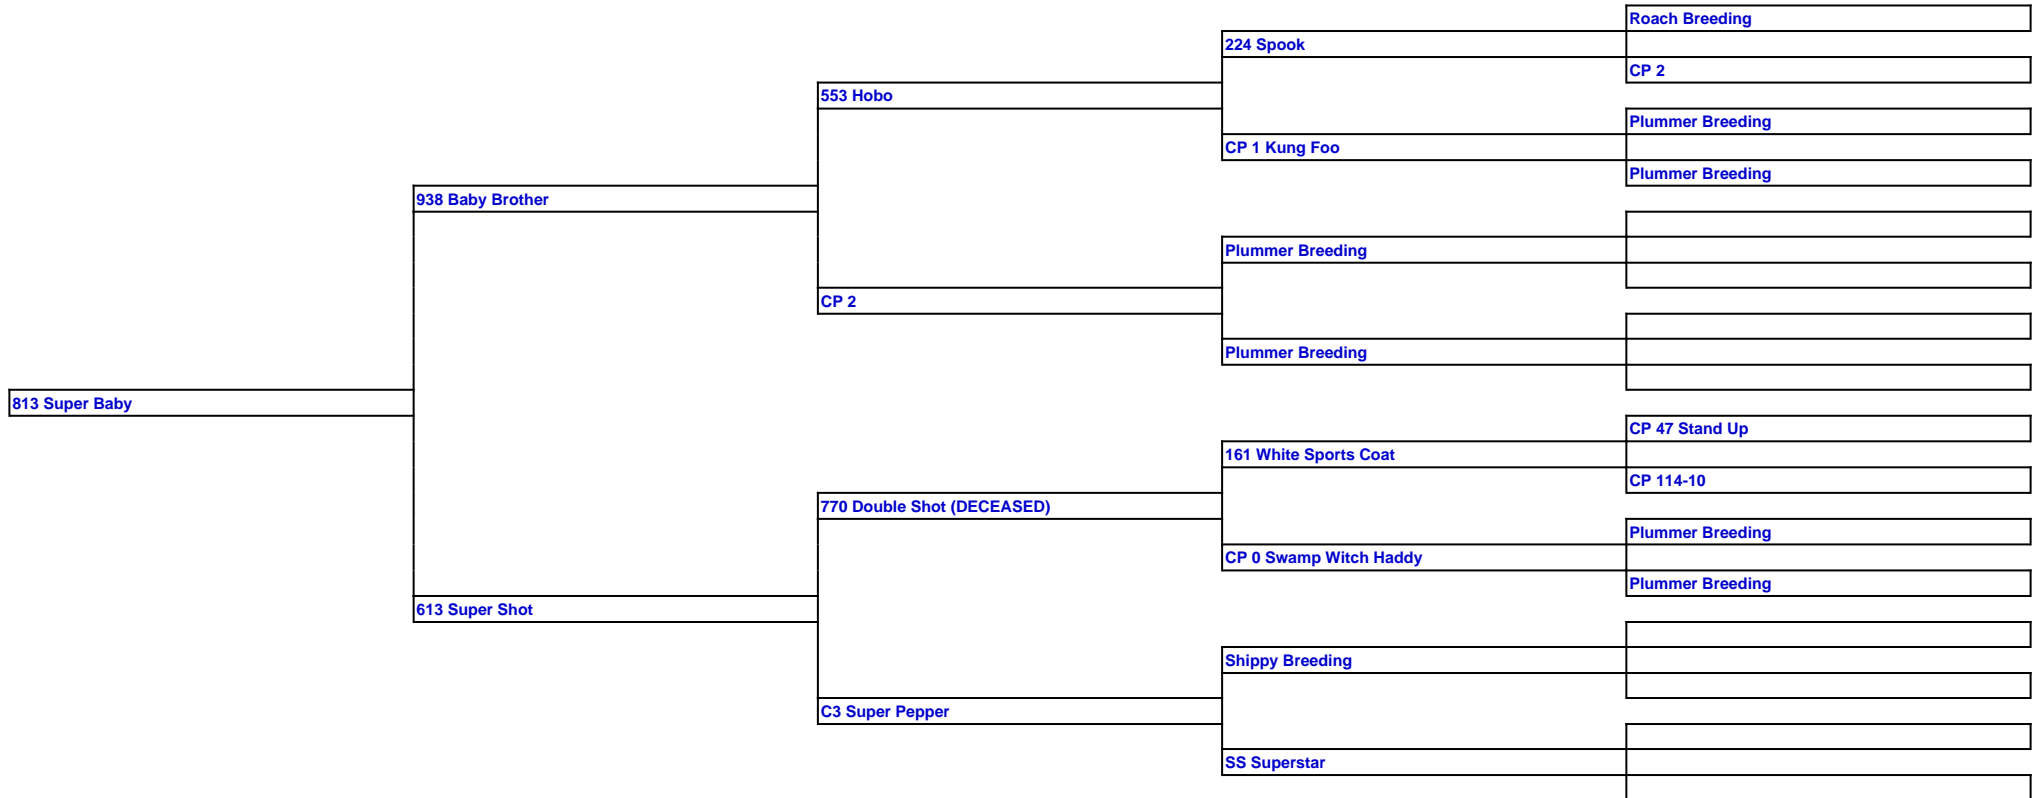 Roach Breeding
224 Spook
CP 2
553 Hobo
Plummer Breeding
CP 1 Kung Foo
Plummer Breeding
938 Baby Brother
Plummer Breeding
CP 2
Plummer Breeding
813 Super Baby
CP 47 Stand Up
161 White Sports Coat
CP 114-10
770 Double Shot (DECEASED)
Plummer Breeding
CP 0 Swamp Witch Haddy
Plummer Breeding
613 Super Shot
Shippy Breeding
C3 Super Pepper
SS Superstar